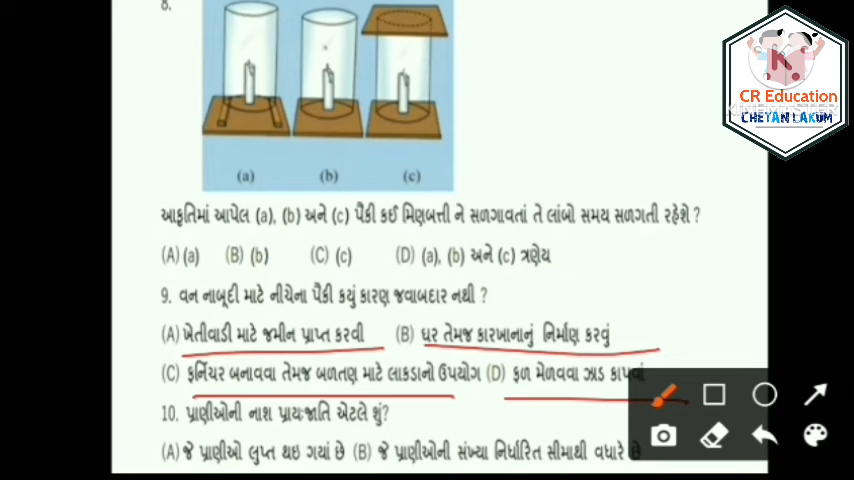 8.
(a) (b) (c)
આકૃતિમાં આપેલ (a), (b) અને (c) પૈકી કઈ મિણબત્તી ને સળગાવતાં તે લાંબો સમય સળગતી રહેશે ?
(A) (a) (B) (b) (C) (c) (D) (a), (b) અને (c) ત્રણેય
9. વન નાબૂદી માટે નીચેના પૈકી કયું કારણ જવાબદાર નથી ?
(A) ખેતીવાડી માટે જમીન પ્રાપ્ત કરવી (B) ઘર તેમજ કારખાનાનું નિર્માણ કરવું
(C) ફર્નિચર બનાવવા તેમજ બળતણ માટે લાકડાનો ઉપયોગ (D) ફળ મેળવવા ઝાડ કાપવાં
10. પ્રાણીઓની નાશ પ્રાયઃજાતિ એટલે શું?
(A) જે પ્રાણીઓ લુપ્ત થઇ ગયાં છે (B) જે પ્રાણીઓની સંખ્યા નિર્ધારિત સીમાથી વધારે છે
K
CR Education
CHETAN LAKUM